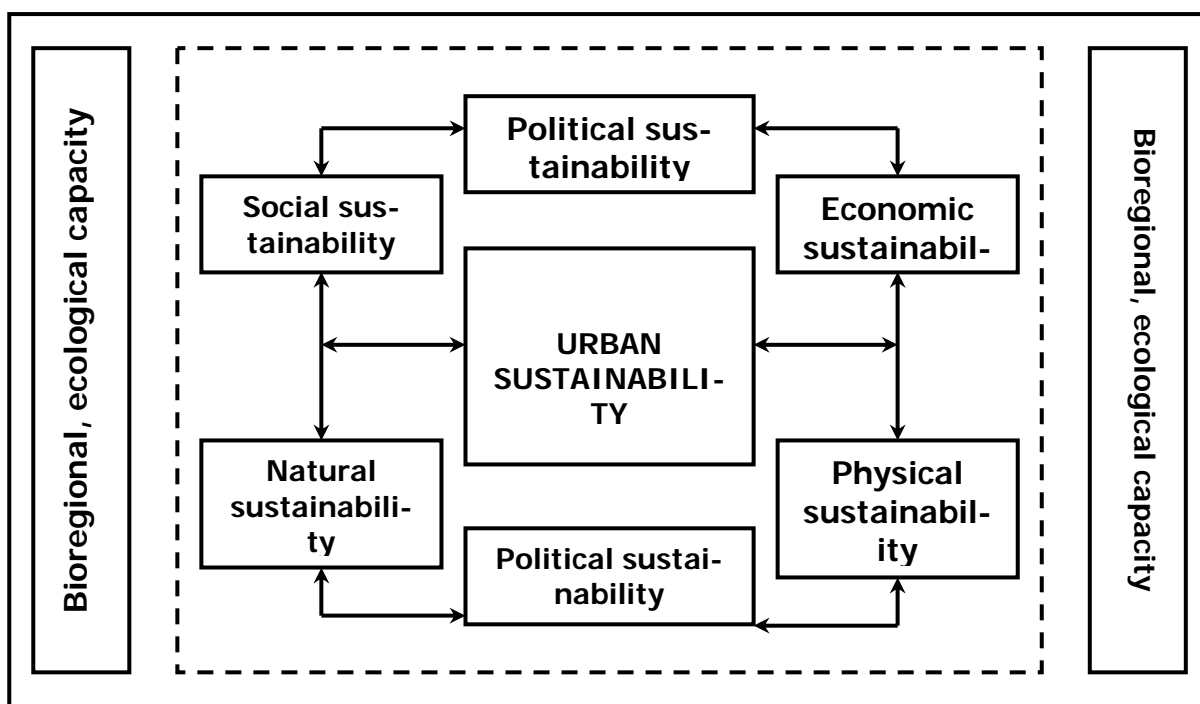 Bioregional, ecological capacity
Political sus-
tainability
Social sus-
tainability
Economic
sustainabil-
URBAN
SUSTAINABILI-
TY
Natural
sustainabili-
ty
Physical
sustainabil-
ity
Political sustai-
nability
Bioregional, ecological capacity